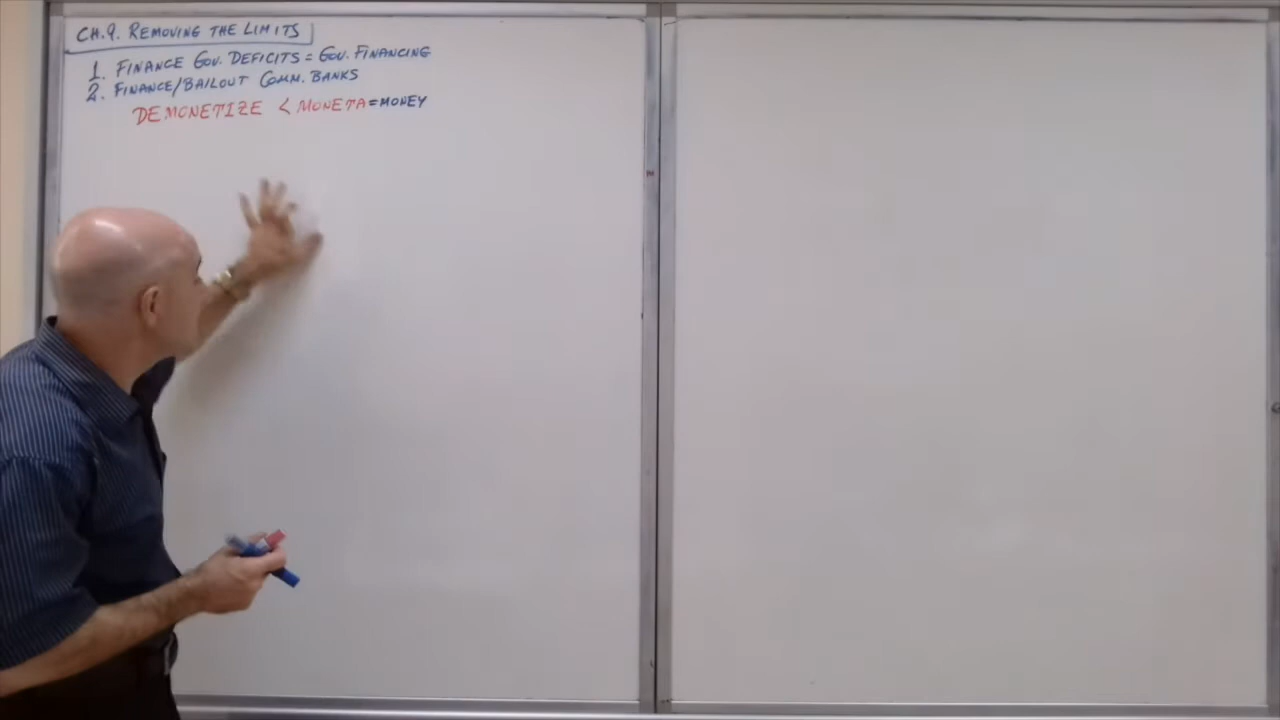 CH.9. REMOVING THE LIMITS
1. FINANCE GOV. DEFICITS = GOV. FINANCING
2. FINANCE/BAILOUT COMM. BANKS
DEMONETIZE < MONETA = MONEY